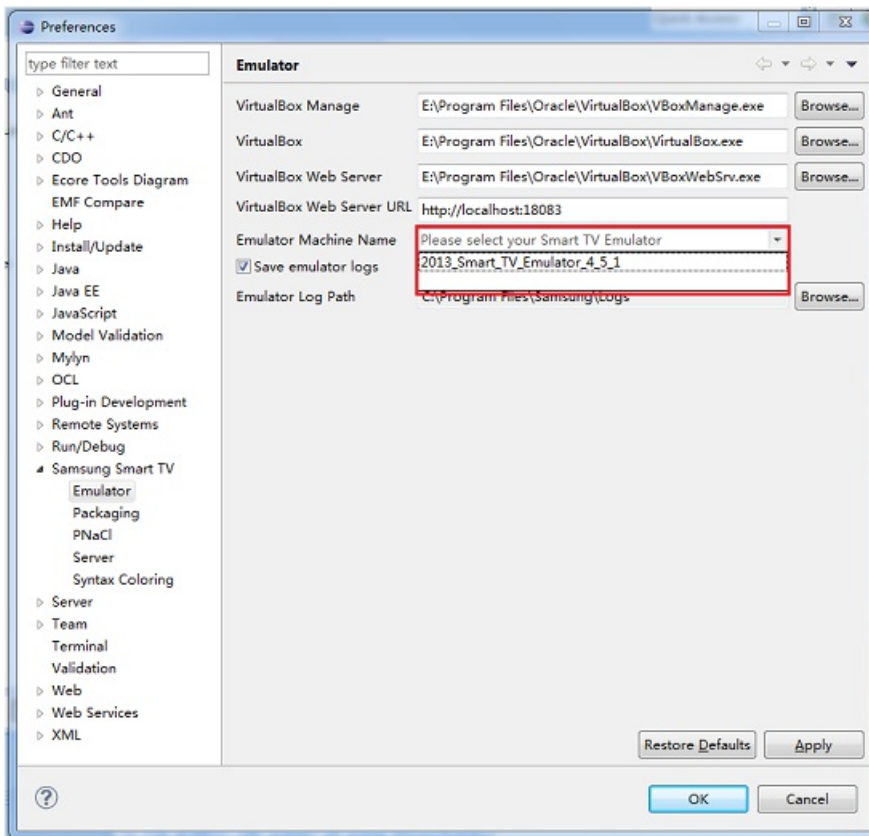 Preferences
type filter text
General
Ant
C/C++
CDO
Ecore Tools Diagram
EMF Compare
Help
Install/Update
Java
Java EE
JavaScript
Model Validation
Mylyn
OCL
Plug-in Development
Remote Systems
Run/Debug
Samsung Smart TV
Emulator
Packaging
PNaCl
Server
Syntax Coloring
Server
Team
Terminal
Validation
Web
Web Services
XML
Emulator
VirtualBox Manage E:\Program Files\Oracle\VirtualBox\VBoxManage.exe Browse...
VirtualBox E:\Program Files\Oracle\VirtualBox\VirtualBox.exe Browse...
VirtualBox Web Server E:\Program Files\Oracle\VirtualBox\VBoxWebSrv.exe Browse...
VirtualBox Web Server URL http://localhost:18083
Emulator Machine Name Please select your Smart TV Emulator
2013_Smart_TV_Emulator_4_5_1
Save emulator logs
Emulator Log Path C:\Program Files\Samsung\Logs Browse...
Restore Defaults Apply
OK Cancel